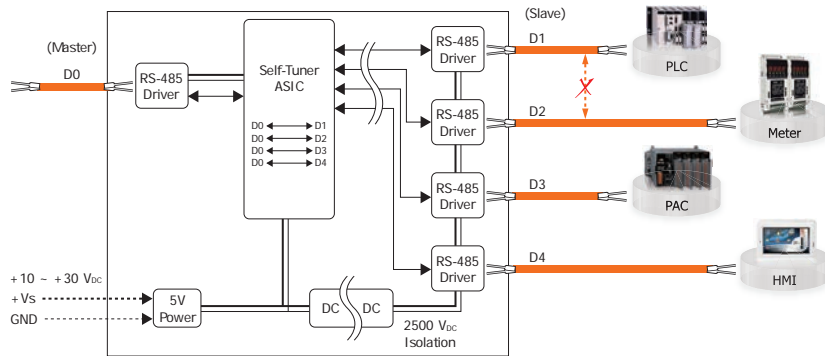 (Master)
D0
RS-485
Driver
Self-Tuner
ASIC
D0 D1
D0 D2
D0 D3
D0 D4
RS-485
Driver
RS-485
Driver
RS-485
Driver
RS-485
Driver
(Slave)
D1
PLC
D2
Meter
D3
PAC
D4
HMI
+10 ~ +30 VDC
+Vs
GND
5V
Power
DC DC
2500 VDC
Isolation